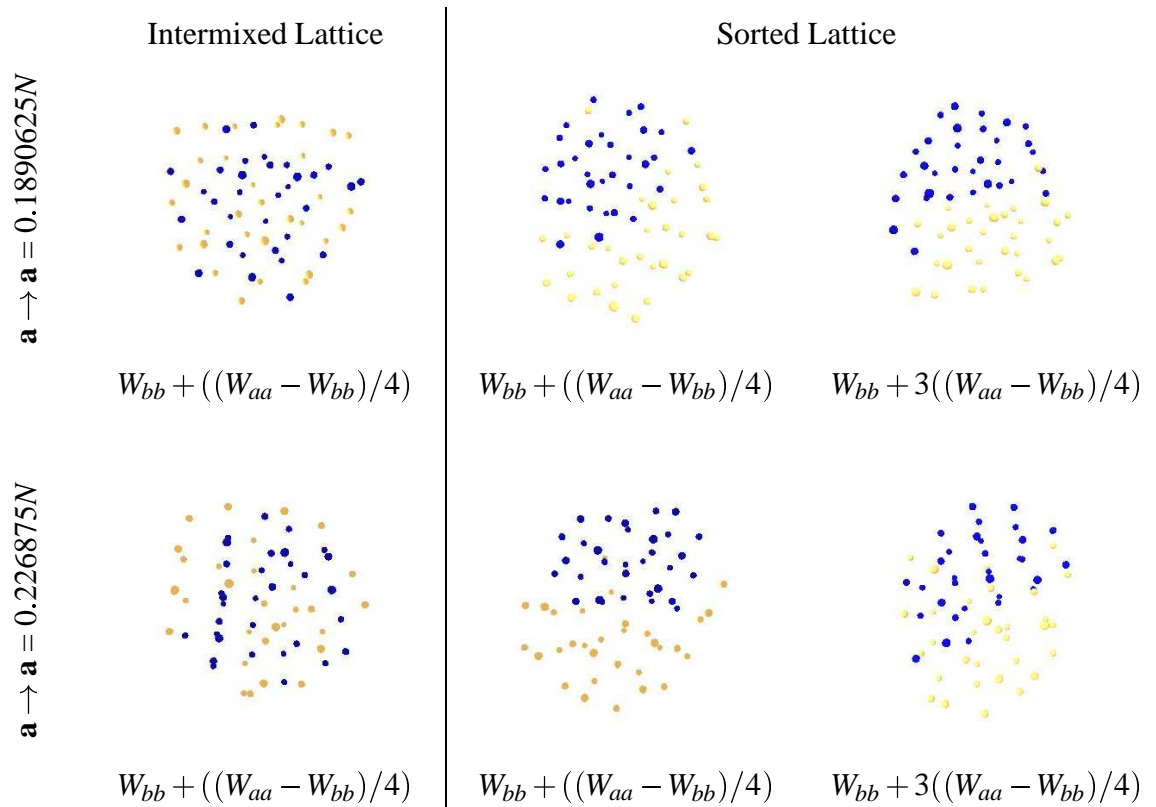 Intermixed Lattice
Sorted Lattice
a → a = 0.1890625N
W_bb + ((W_aa − W_bb)/4)
W_bb + ((W_aa − W_bb)/4)
W_bb + 3((W_aa − W_bb)/4)
a → a = 0.226875N
W_bb + ((W_aa − W_bb)/4)
W_bb + ((W_aa − W_bb)/4)
W_bb + 3((W_aa − W_bb)/4)